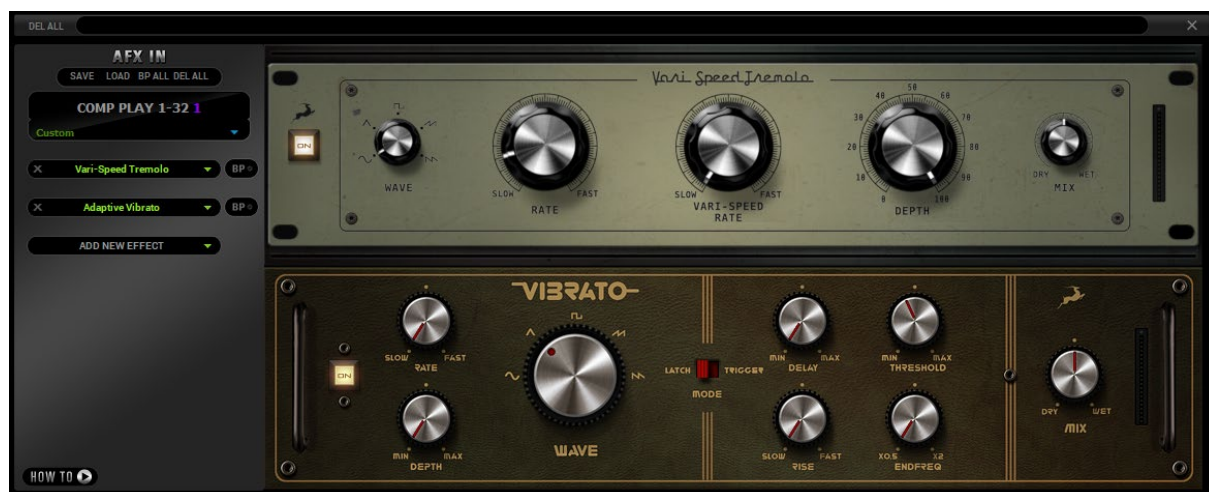 DEL ALL
AFX IN
SAVE LOAD BP ALL DEL ALL
COMP PLAY 1-32 1
Custom
Vari-Speed Tremolo BP
Adaptive Vibrato BP
ADD NEW EFFECT
HOW TO
Vari Speed Tremolo
ON
WAVE
SLOW FAST
RATE
SLOW FAST
VARI-SPEED
RATE
0 10 20 30 40 50 60 70 80 90 100
DEPTH
DRY WET
MIX
VIBRATO
ON
SLOW FAST
RATE
MIN MAX
DEPTH
WAVE
LATCH TRIGGER
MODE
MIN MAX
DELAY
MIN MAX
THRESHOLD
SLOW FAST
RISE
X0.5 X2
ENDFREQ
DRY WET
MIX